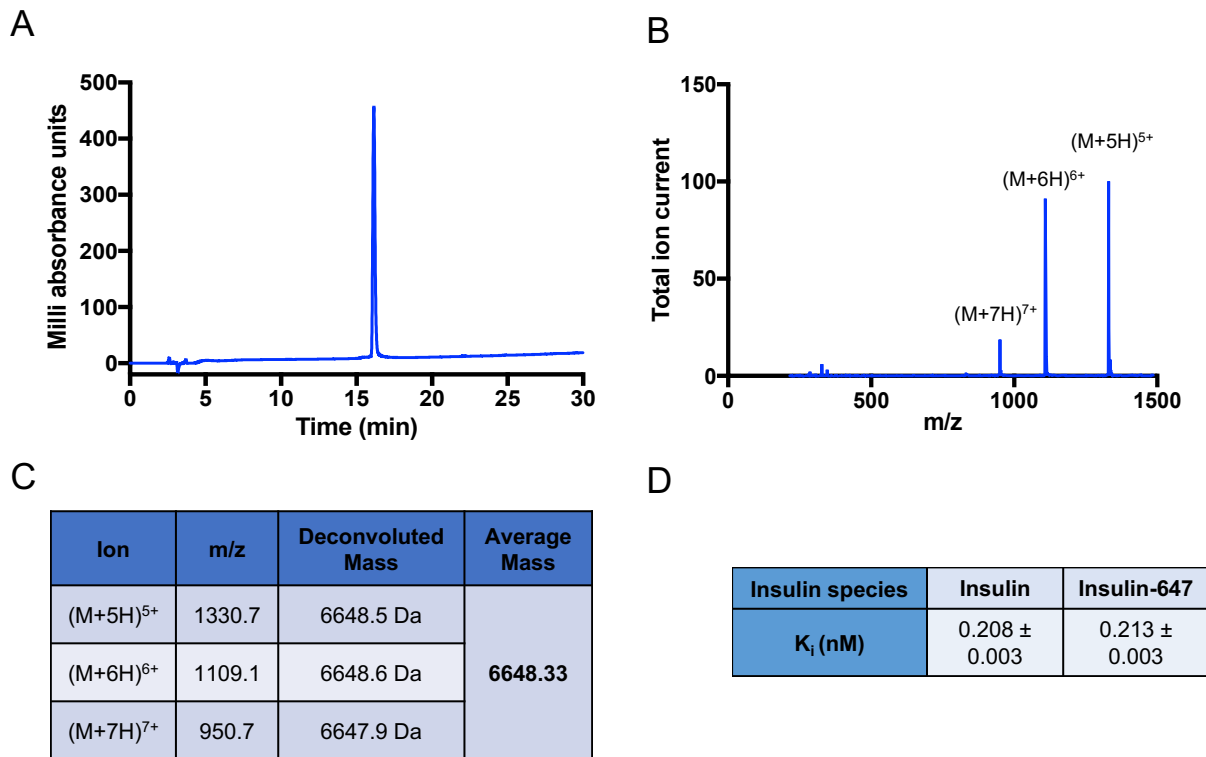 A
500
400
300
200
100
0
Milli absorbance units
0 5 10 15 20 25 30
Time (min)
B
150
100
50
0
Total ion current
(M+5H)⁵⁺
(M+6H)⁶⁺
(M+7H)⁷⁺
0 500 1000 1500
m/z
C
Ion m/z Deconvoluted Mass Average Mass
(M+5H)⁵⁺ 1330.7 6648.5 Da
(M+6H)⁶⁺ 1109.1 6648.6 Da 6648.33
(M+7H)⁷⁺ 950.7 6647.9 Da
D
Insulin species Insulin Insulin-647
Kᵢ (nM) 0.208 ± 0.003 0.213 ± 0.003